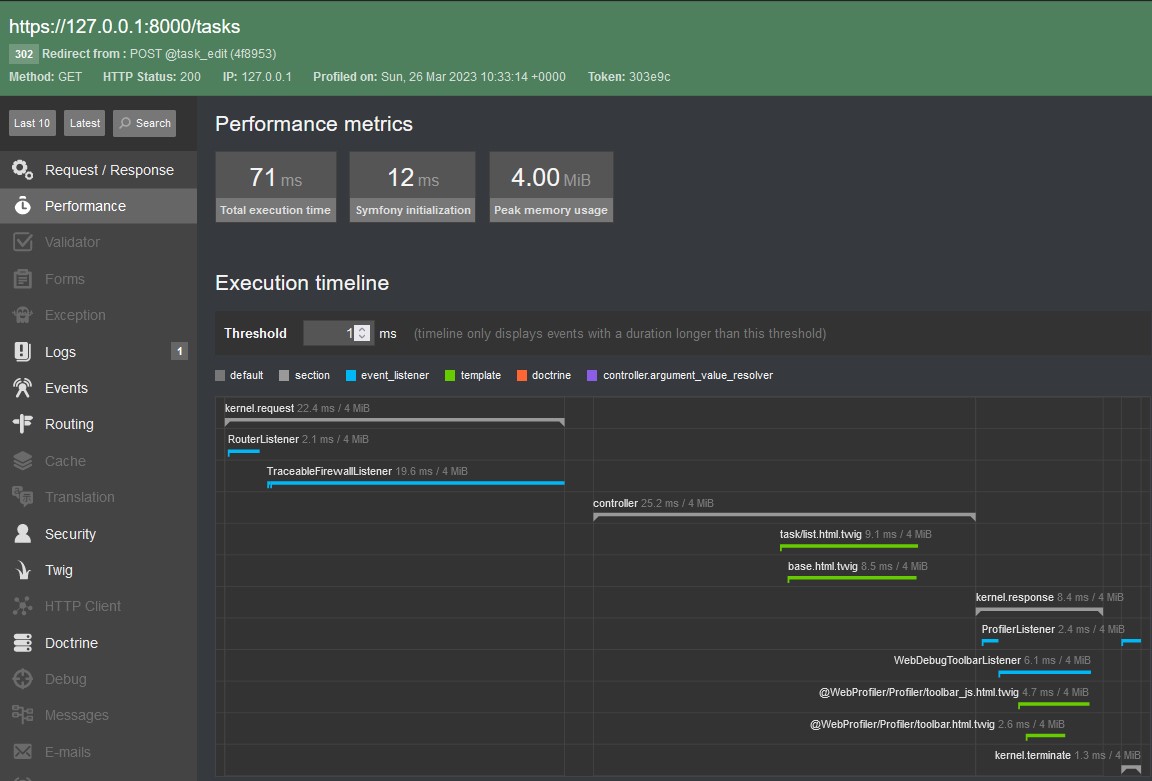 https://127.0.0.1:8000/tasks
302 Redirect from : POST @task_edit (4f8953)
Method: GET HTTP Status: 200 IP: 127.0.0.1 Profiled on: Sun, 26 Mar 2023 10:33:14 +0000 Token: 303e9c
Last 10 Latest Search
Request / Response
Performance
Validator
Forms
Exception
Logs 1
Events
Routing
Cache
Translation
Security
Twig
HTTP Client
Doctrine
Debug
Messages
E-mails
Performance metrics
71 ms 12 ms 4.00 MiB
Total execution time Symfony initialization Peak memory usage
Execution timeline
Threshold 1 ms (timeline only displays events with a duration longer than this threshold)
default section event_listener template doctrine controller.argument_value_resolver
kernel.request 22.4 ms / 4 MiB
RouterListener 2.1 ms / 4 MiB
TraceableFirewallListener 19.6 ms / 4 MiB
controller 25.2 ms / 4 MiB
task/list.html.twig 9.1 ms / 4 MiB
base.html.twig 8.5 ms / 4 MiB
kernel.response 8.4 ms / 4 MiB
ProfilerListener 2.4 ms / 4 MiB
WebDebugToolbarListener 6.1 ms / 4 MiB
@WebProfiler/Profiler/toolbar_js.html.twig 4.7 ms / 4 MiB
@WebProfiler/Profiler/toolbar.html.twig 2.6 ms / 4 MiB
kernel.terminate 1.3 ms / 4 MiB